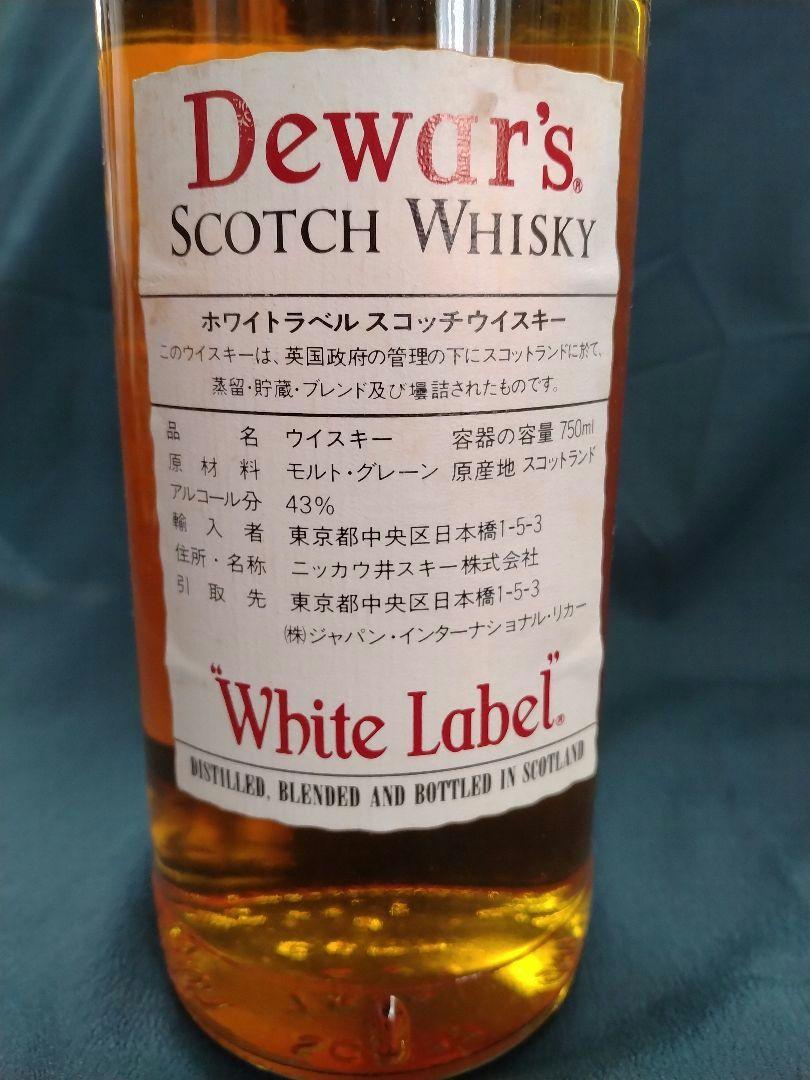 Dewar's®
SCOTCH WHISKY
ホワイトラベル スコッチウイスキー
このウイスキーは、英国政府の管理の下にスコットランドに於て、
蒸留・貯蔵・ブレンド及び壜詰されたものです。
品名 ウイスキー 容器の容量 750ml
原材料 モルト・グレーン 原産地 スコットランド
アルコール分 43%
輸入者 東京都中央区日本橋1-5-3
住所・名称 ニッカウ井スキー株式会社
引取先 東京都中央区日本橋1-5-3
㈱ジャパン・インターナショナル・リカー
"White Label"®
DISTILLED, BLENDED AND BOTTLED IN SCOTLAND